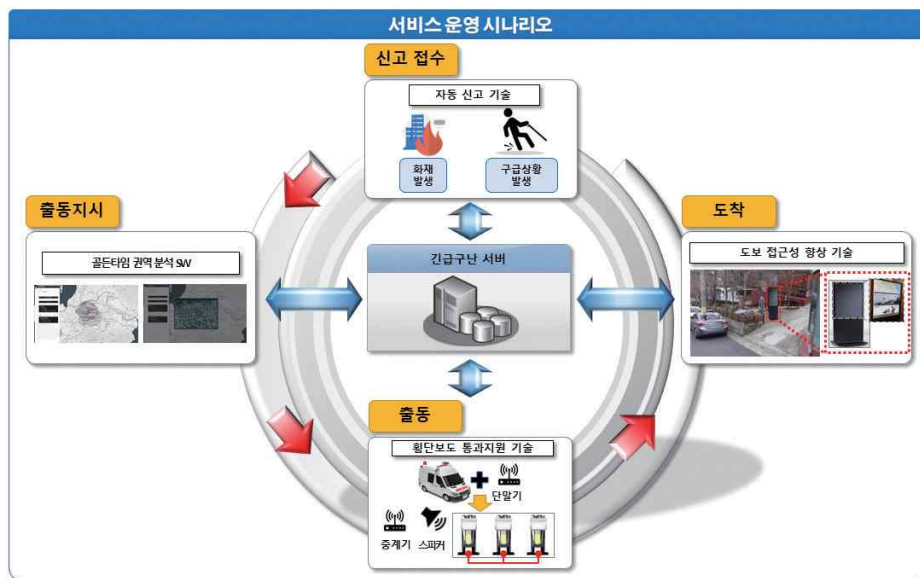 서비스 운영 시나리오
신고 접수
자동 신고 기술
화재
발생
구급상황
발생
출동지시
골든타임 권역 분석 SW
긴급구난 서버
도착
도보 접근성 향상 기술
출동
횡단보도 통과지원 기술
단말기
중계기
스피커